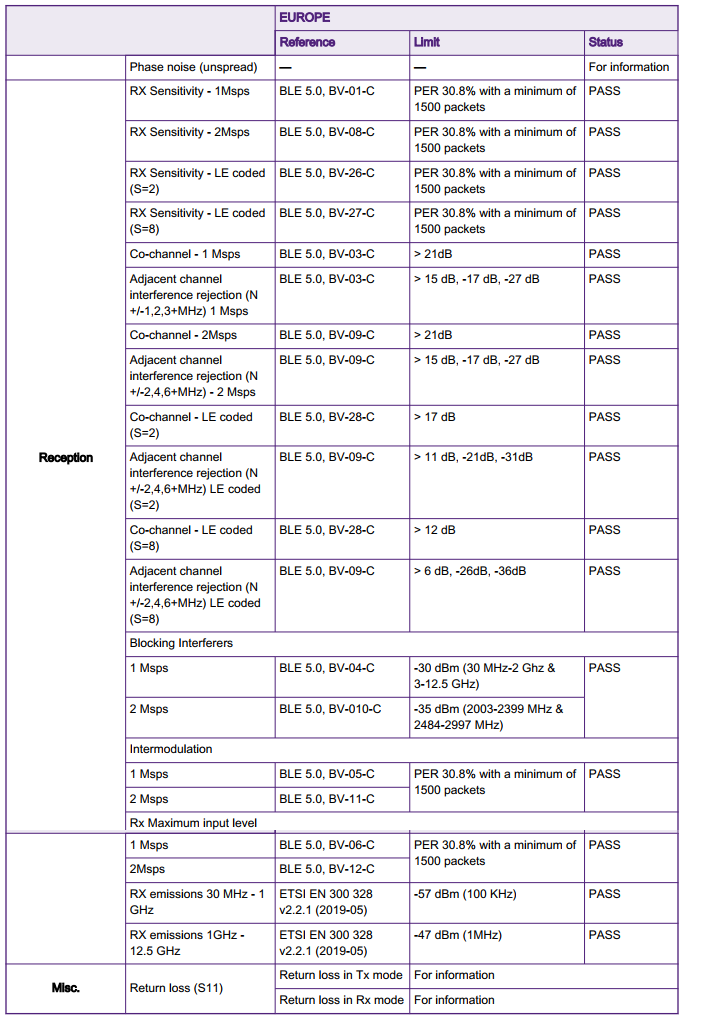 EUROPE
Reference Limit Status
Phase noise (unspread) — — For information
RX Sensitivity - 1Msps BLE 5.0, BV-01-C PER 30.8% with a minimum of PASS
1500 packets
RX Sensitivity - 2Msps BLE 5.0, BV-08-C PER 30.8% with a minimum of PASS
1500 packets
RX Sensitivity - LE coded BLE 5.0, BV-26-C PER 30.8% with a minimum of PASS
(S=2) 1500 packets
RX Sensitivity - LE coded BLE 5.0, BV-27-C PER 30.8% with a minimum of PASS
(S=8) 1500 packets
Co-channel - 1 Msps BLE 5.0, BV-03-C > 21dB PASS
Adjacent channel BLE 5.0, BV-03-C > 15 dB, -17 dB, -27 dB PASS
interference rejection (N
+/-1,2,3+MHz) 1 Msps
Co-channel - 2Msps BLE 5.0, BV-09-C > 21dB PASS
Adjacent channel BLE 5.0, BV-09-C > 15 dB, -17 dB, -27 dB PASS
interference rejection (N
+/-2,4,6+MHz) - 2 Msps
Co-channel - LE coded BLE 5.0, BV-28-C > 17 dB PASS
(S=2)
Reception Adjacent channel BLE 5.0, BV-09-C > 11 dB, -21dB, -31dB PASS
interference rejection (N
+/-2,4,6+MHz) LE coded
(S=2)
Co-channel - LE coded BLE 5.0, BV-28-C > 12 dB PASS
(S=8)
Adjacent channel BLE 5.0, BV-09-C > 6 dB, -26dB, -36dB PASS
interference rejection (N
+/-2,4,6+MHz) LE coded
(S=8)
Blocking Interferers
1 Msps BLE 5.0, BV-04-C -30 dBm (30 MHz-2 Ghz & PASS
3-12.5 GHz)
2 Msps BLE 5.0, BV-010-C -35 dBm (2003-2399 MHz &
2484-2997 MHz)
Intermodulation
1 Msps BLE 5.0, BV-05-C PER 30.8% with a minimum of PASS
1500 packets
2 Msps BLE 5.0, BV-11-C
Rx Maximum input level
1 Msps BLE 5.0, BV-06-C PER 30.8% with a minimum of PASS
1500 packets
2Msps BLE 5.0, BV-12-C
RX emissions 30 MHz - 1 ETSI EN 300 328 -57 dBm (100 KHz) PASS
GHz v2.2.1 (2019-05)
RX emissions 1GHz - ETSI EN 300 328 -47 dBm (1MHz) PASS
12.5 GHz v2.2.1 (2019-05)
Return loss in Tx mode For information
Misc. Return loss (S11)
Return loss in Rx mode For information